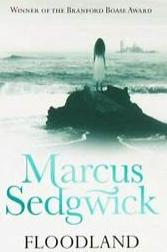 WINNER OF THE BRANFORD BOASE AWARD
Marcus
Sedgwick
FLOODLAND